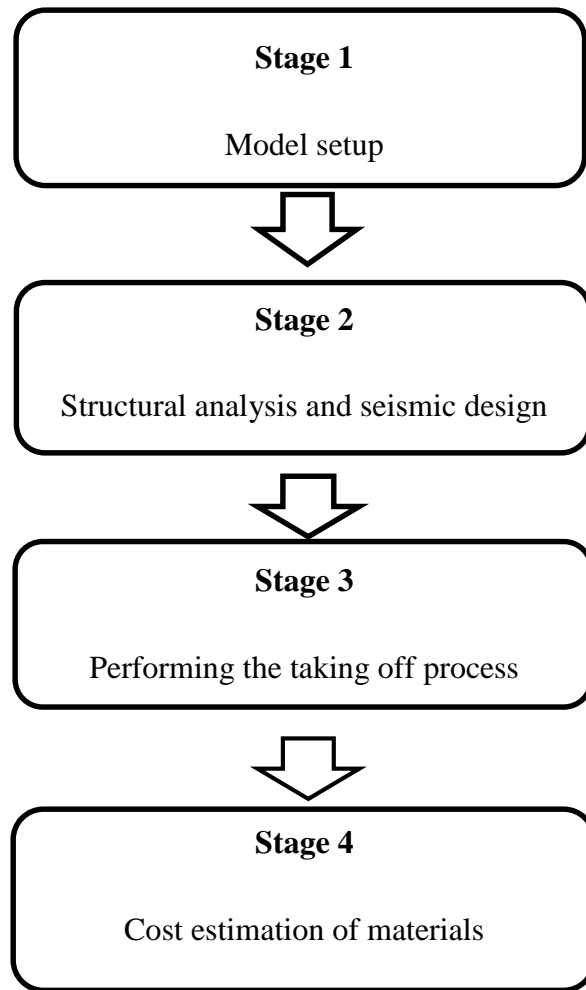 Stage 1
Model setup
Stage 2
Structural analysis and seismic design
Stage 3
Performing the taking off process
Stage 4
Cost estimation of materials